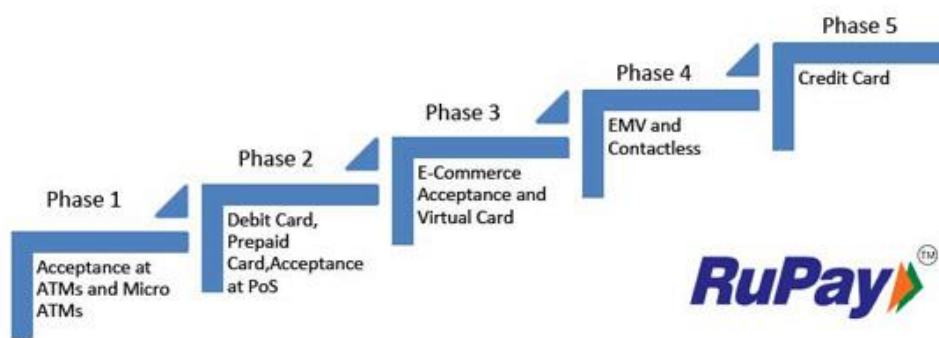 Phase 1
Acceptance at
ATMs and Micro
ATMs
Phase 2
Debit Card,
Prepaid
Card,Acceptance
at PoS
Phase 3
E-Commerce
Acceptance and
Virtual Card
Phase 4
EMV and
Contactless
Phase 5
Credit Card
RuPay TM